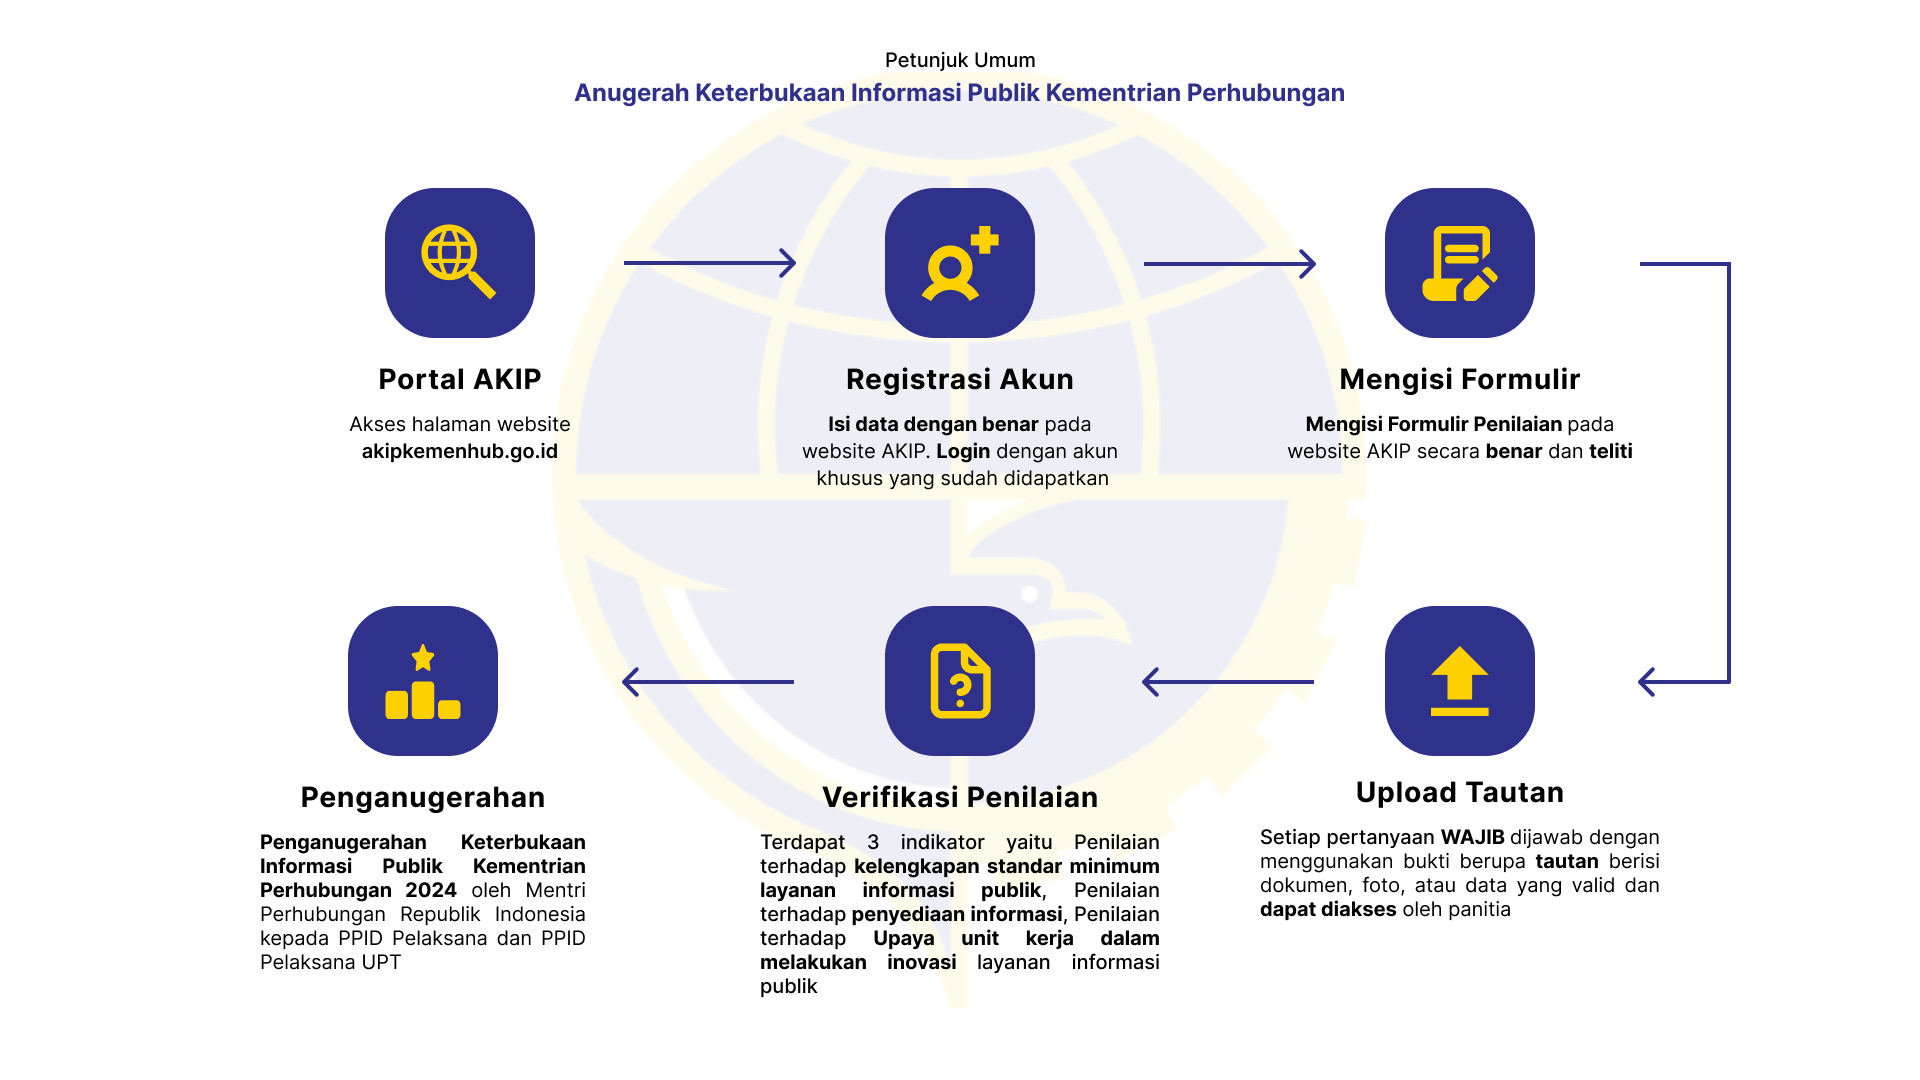 Petunjuk Umum
Anugerah Keterbukaan Informasi Publik Kementrian Perhubungan
Portal AKIP
Akses halaman website
akipkemenhub.go.id
Registrasi Akun
Isi data dengan benar pada
website AKIP. Login dengan akun
khusus yang sudah didapatkan
Mengisi Formulir
Mengisi Formulir Penilaian pada
website AKIP secara benar dan teliti
Upload Tautan
Setiap pertanyaan WAJIB dijawab dengan
menggunakan bukti berupa tautan berisi
dokumen, foto, atau data yang valid dan
dapat diakses oleh panitia
Verifikasi Penilaian
Terdapat 3 indikator yaitu Penilaian
terhadap kelengkapan standar minimum
layanan informasi publik, Penilaian
terhadap penyediaan informasi, Penilaian
terhadap Upaya unit kerja dalam
melakukan inovasi layanan informasi
publik
Penganugerahan
Penganugerahan Keterbukaan
Informasi Publik Kementrian
Perhubungan 2024 oleh Mentri
Perhubungan Republik Indonesia
kepada PPID Pelaksana dan PPID
Pelaksana UPT